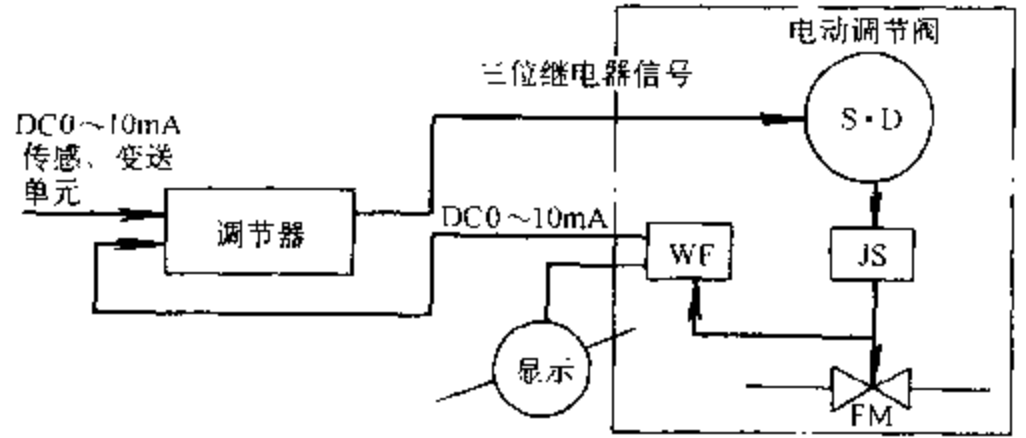 电动调节阀
三位继电器信号
S·D
DC0~10mA
传感、变送
单元
调节器
DC0~10mA
WF
JS
显示
FM